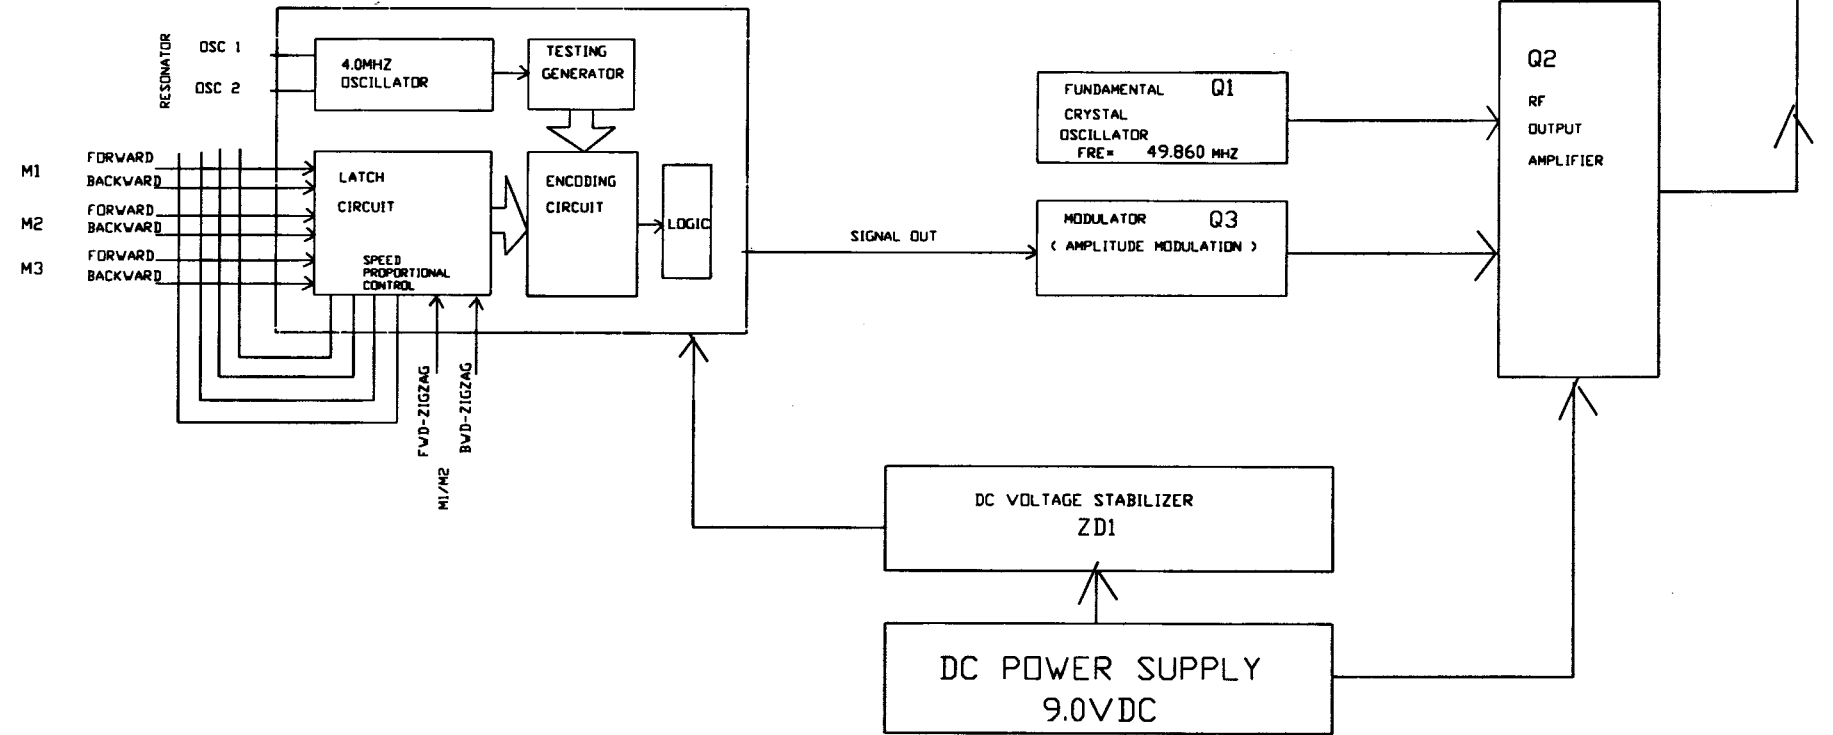 RESONATOR
OSC 1
OSC 2
4.0MHZ
OSCILLATOR
TESTING
GENERATOR
M1
FORWARD
BACKWARD
M2
FORWARD
BACKWARD
M3
FORWARD
BACKWARD
LATCH
CIRCUIT
SPEED
PROPORTIONAL
CONTROL
ENCODING
CIRCUIT
LOGIC
FWD-ZIGZAG
BWD-ZIGZAG
M1/M2
SIGNAL OUT
FUNDAMENTAL Q1
CRYSTAL
OSCILLATOR
FRE= 49.860 MHZ
MODULATOR Q3
( AMPLITUDE MODULATION )
Q2
RF
OUTPUT
AMPLIFIER
DC VOLTAGE STABILIZER
ZD1
DC POWER SUPPLY
9.0VDC